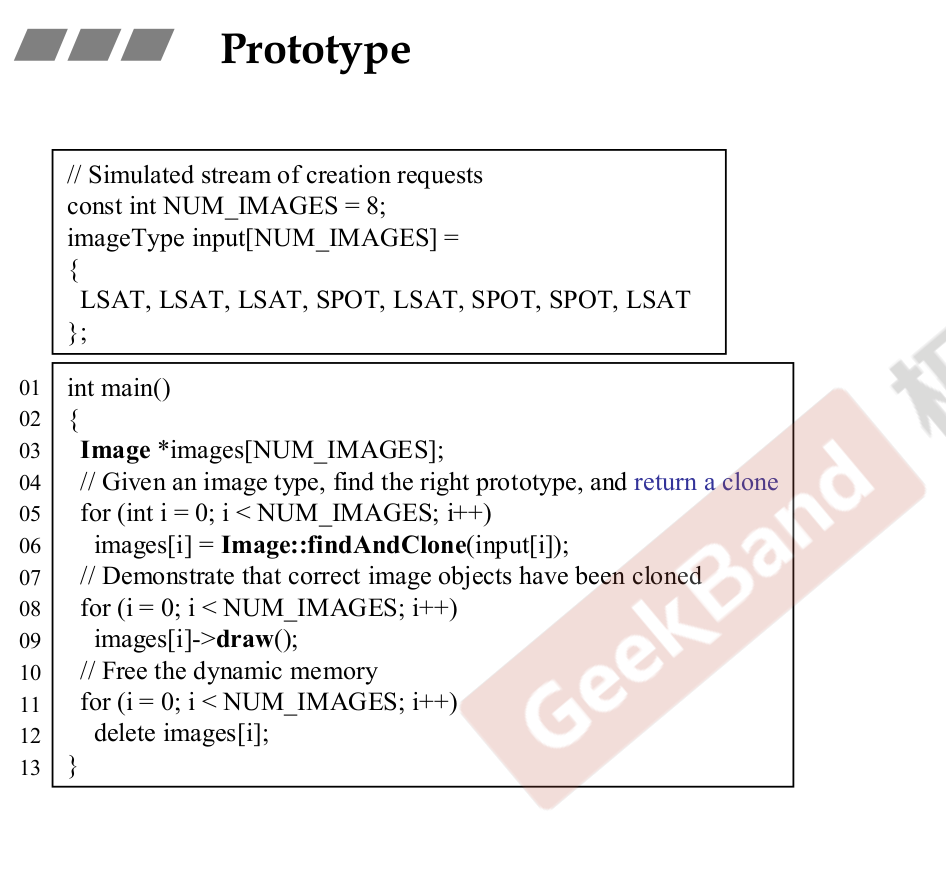 Prototype
// Simulated stream of creation requests
const int NUM_IMAGES = 8;
imageType input[NUM_IMAGES] =
{
LSAT, LSAT, LSAT, SPOT, LSAT, SPOT, SPOT, LSAT
};
01 int main()
02 {
03 Image *images[NUM_IMAGES];
04 // Given an image type, find the right prototype, and return a clone
05 for (int i = 0; i < NUM_IMAGES; i++)
06 images[i] = Image::findAndClone(input[i]);
07 // Demonstrate that correct image objects have been cloned
08 for (i = 0; i < NUM_IMAGES; i++)
09 images[i]->draw();
10 // Free the dynamic memory
11 for (i = 0; i < NUM_IMAGES; i++)
12 delete images[i];
13 }
GeekBand